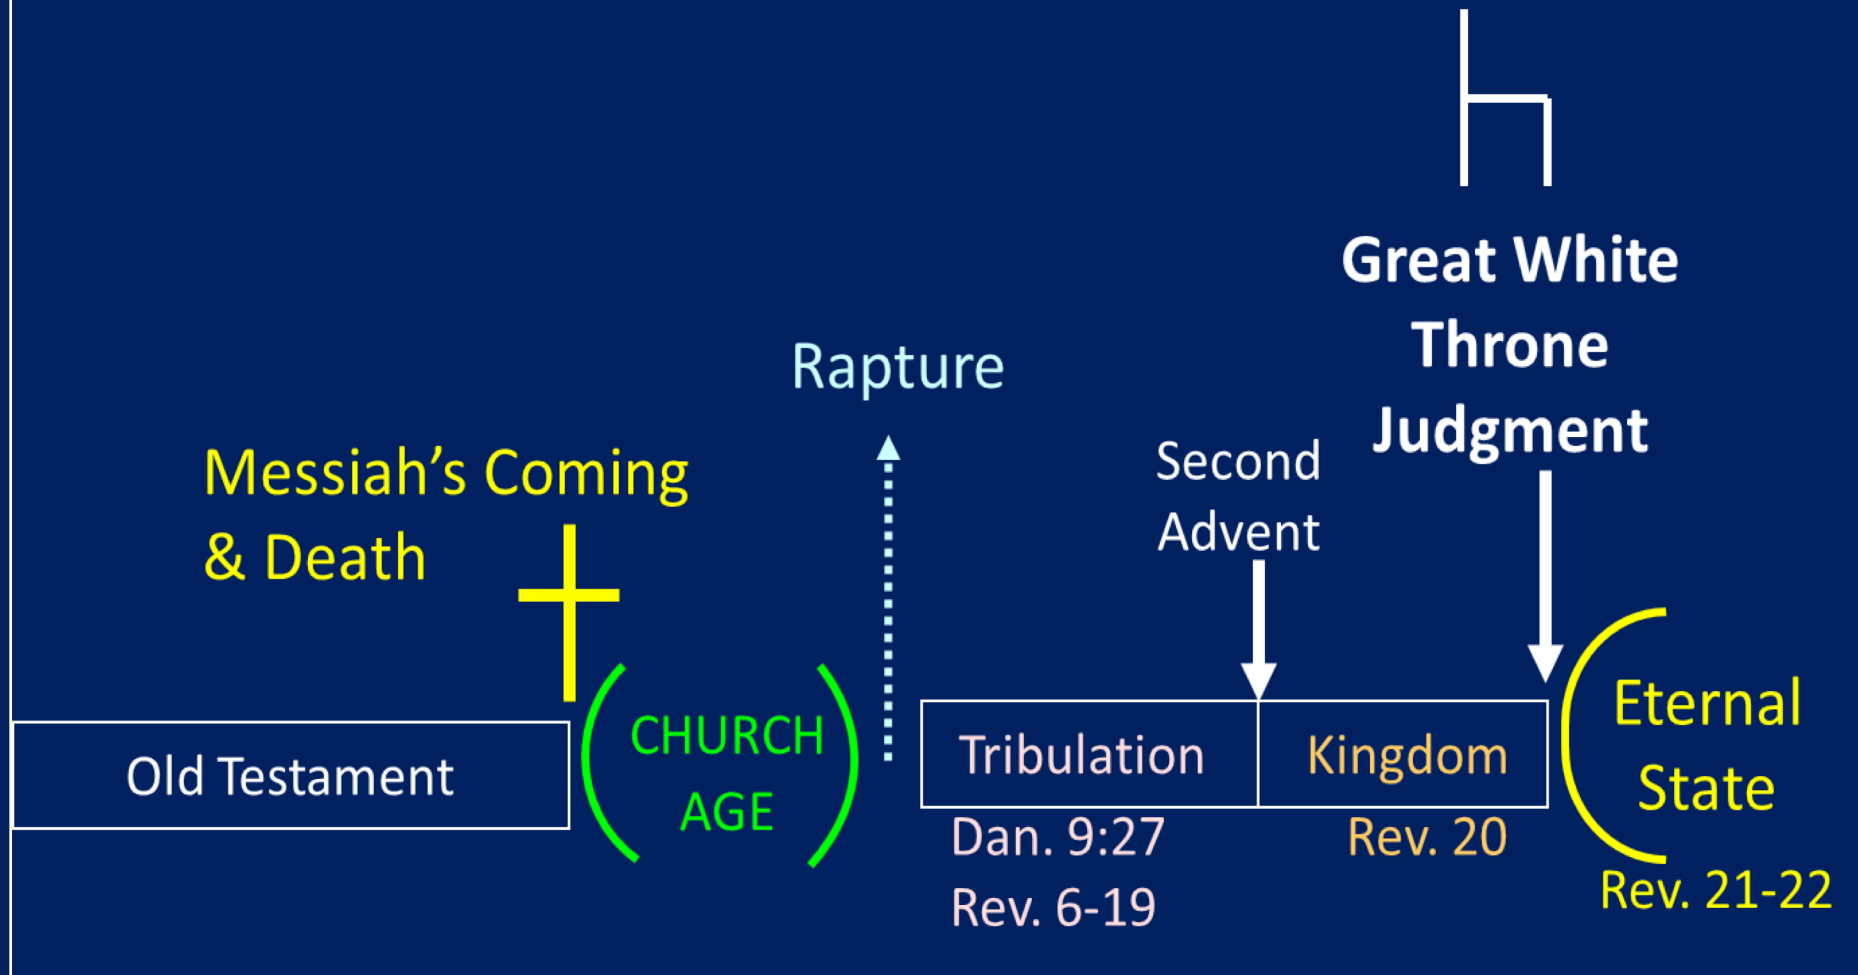 Great White
Throne
Judgment
Rapture
Second
Advent
Messiah’s Coming
& Death
Old Testament
CHURCH
AGE
Tribulation
Kingdom
Eternal
State
Dan. 9:27
Rev. 6-19
Rev. 20
Rev. 21-22